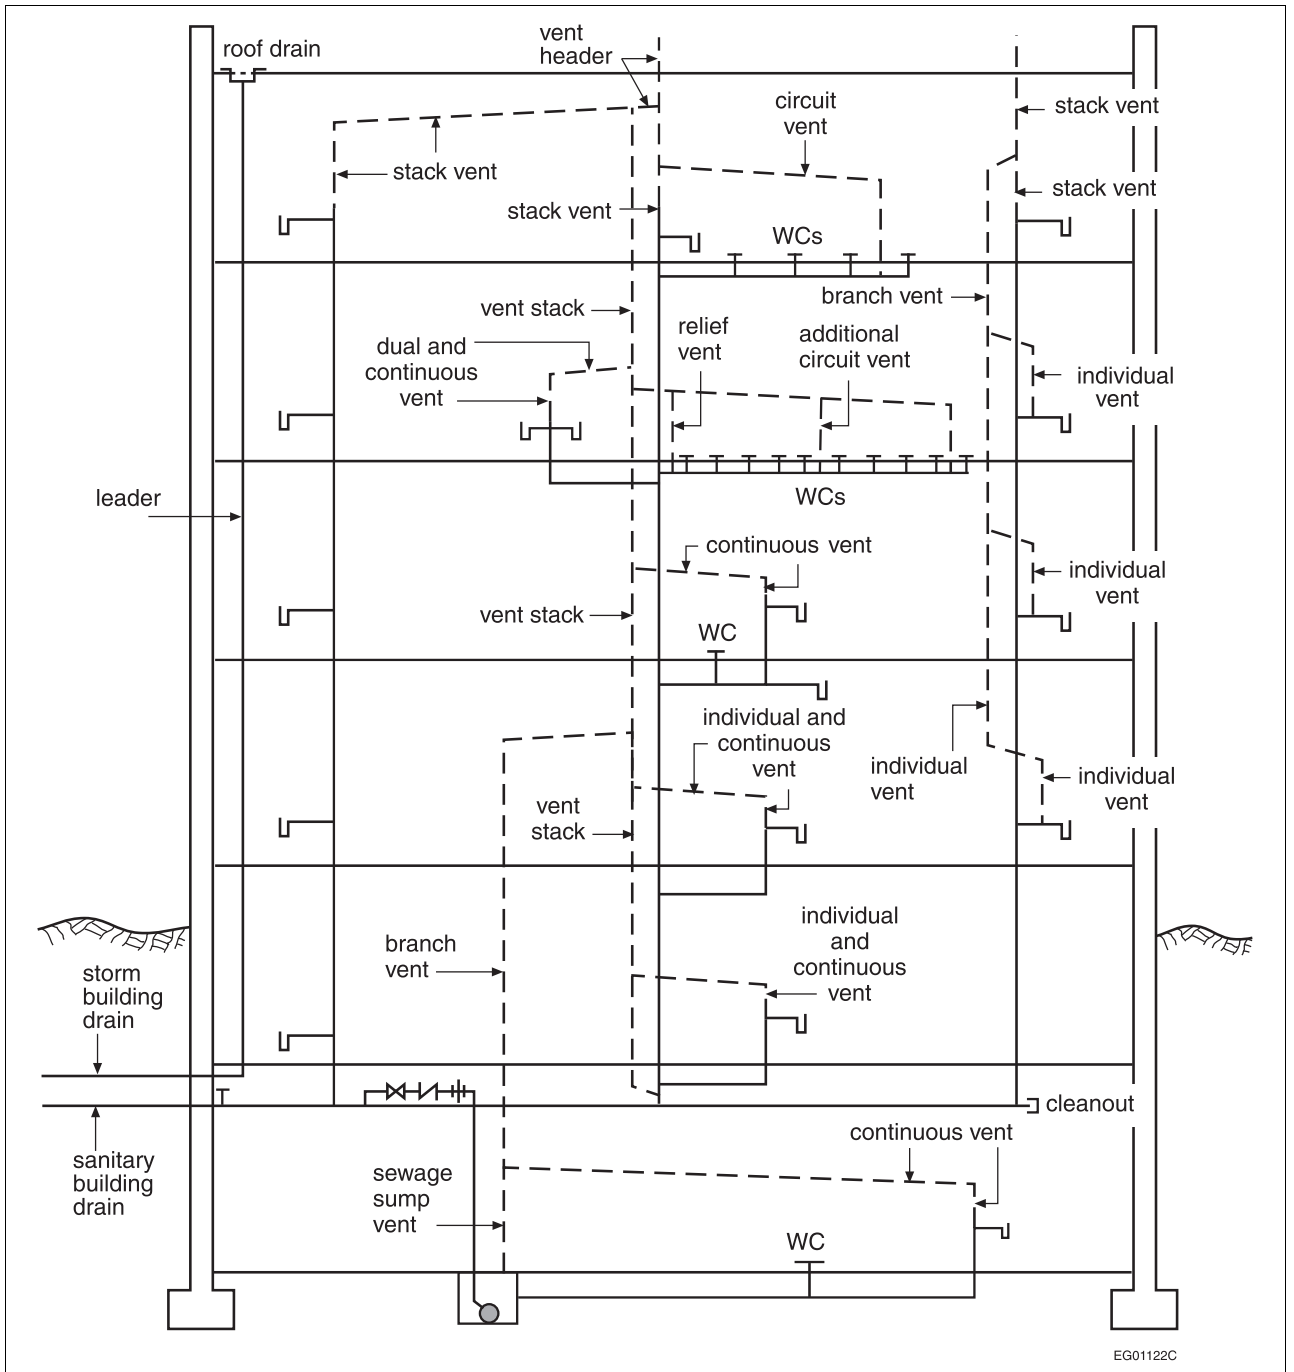 roof drain
vent
header
circuit
vent
stack vent
stack vent
stack vent
stack vent
WCs
branch vent
vent stack
relief
vent
additional
circuit vent
dual and
continuous
vent
individual
vent
leader
WCs
continuous vent
individual
vent
vent stack
WC
individual and
continuous
vent
individual
vent
individual
vent
vent
stack
individual
and
continuous
vent
branch
vent
storm
building
drain
cleanout
continuous vent
sanitary
building
drain
sewage
sump
vent
WC
EG01122C